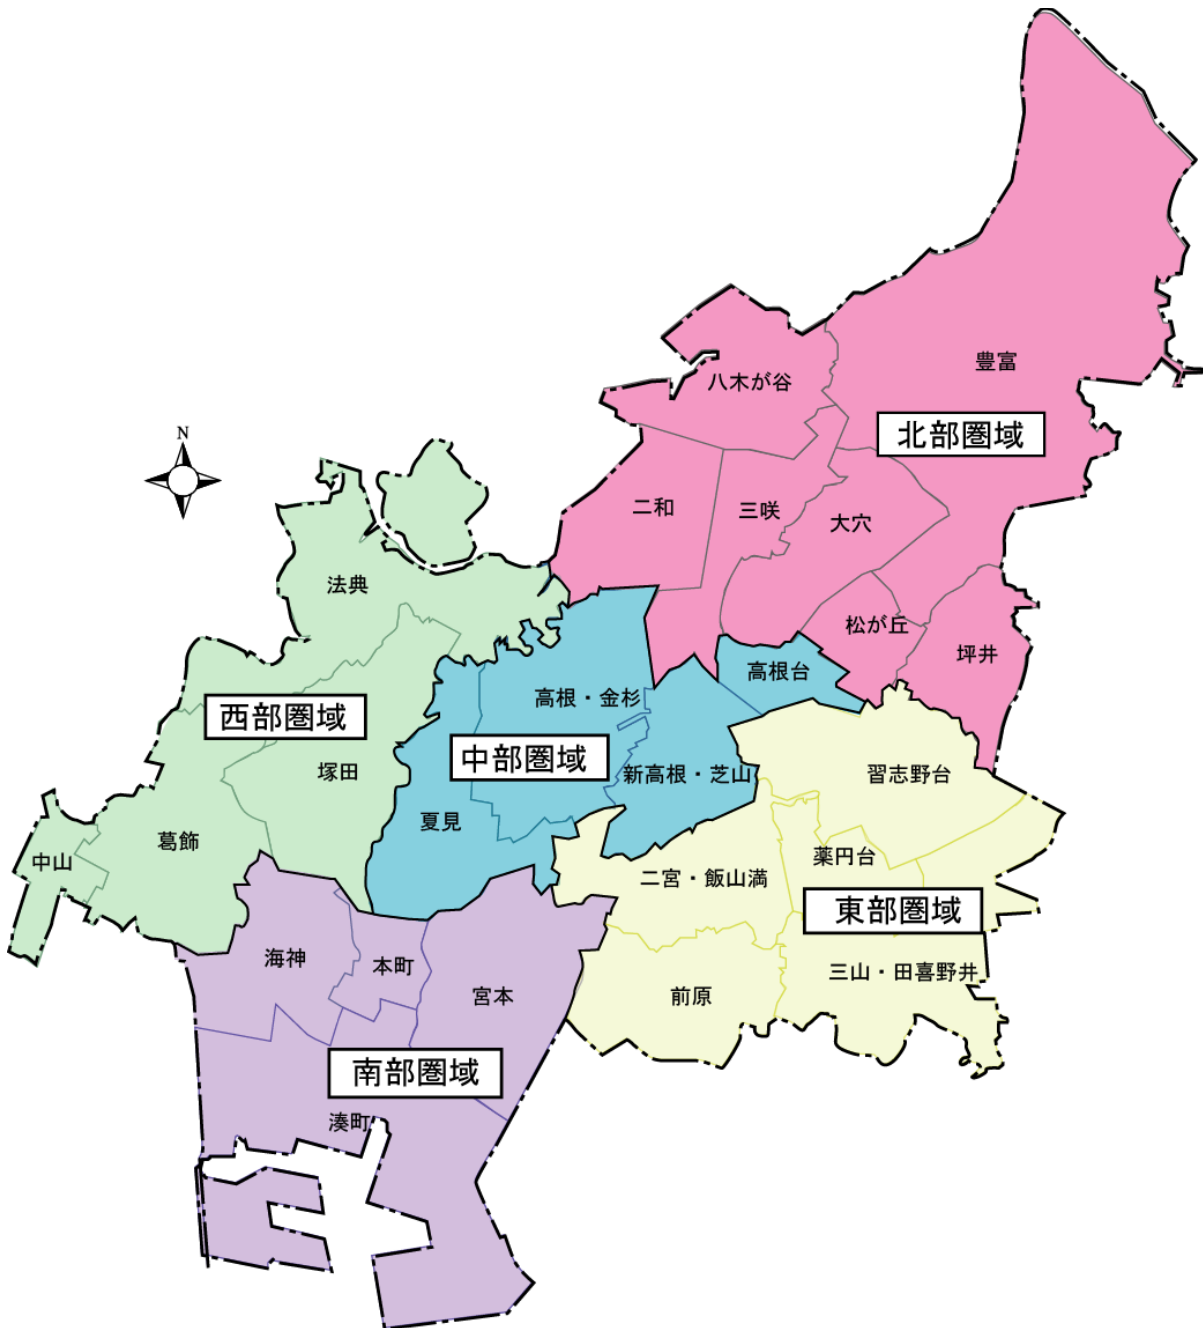 豊富
八木が谷
北部圏域
N
二和
三咲
大穴
法典
松が丘
坪井
高根台
高根・金杉
西部圏域
中部圏域
塚田
新高根・芝山
習志野台
夏見
葛飾
中山
薬円台
二宮・飯山満
東部圏域
海神
本町
三山・田喜野井
宮本
前原
南部圏域
湊町